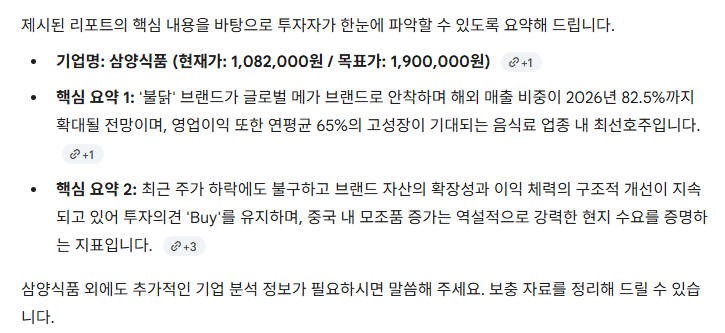 제시된 리포트의 핵심 내용을 바탕으로 투자자가 한눈에 파악할 수 있도록 요약해 드립니다.
• 기업명: 삼양식품 (현재가: 1,082,000원 / 목표가: 1,900,000원) +1
• 핵심 요약 1: '불닭' 브랜드가 글로벌 메가 브랜드로 안착하며 해외 매출 비중이 2026년 82.5%까지
확대될 전망이며, 영업이익 또한 연평균 65%의 고성장이 기대되는 음식료 업종 내 최선호주입니다.
+1
• 핵심 요약 2: 최근 주가 하락에도 불구하고 브랜드 자산의 확장성과 이익 체력의 구조적 개선이 지속
되고 있어 투자의견 'Buy'를 유지하며, 중국 내 모조품 증가는 역설적으로 강력한 현지 수요를 증명하
는 지표입니다. +3
삼양식품 외에도 추가적인 기업 분석 정보가 필요하시면 말씀해 주세요. 보충 자료를 정리해 드릴 수 있습
니다.